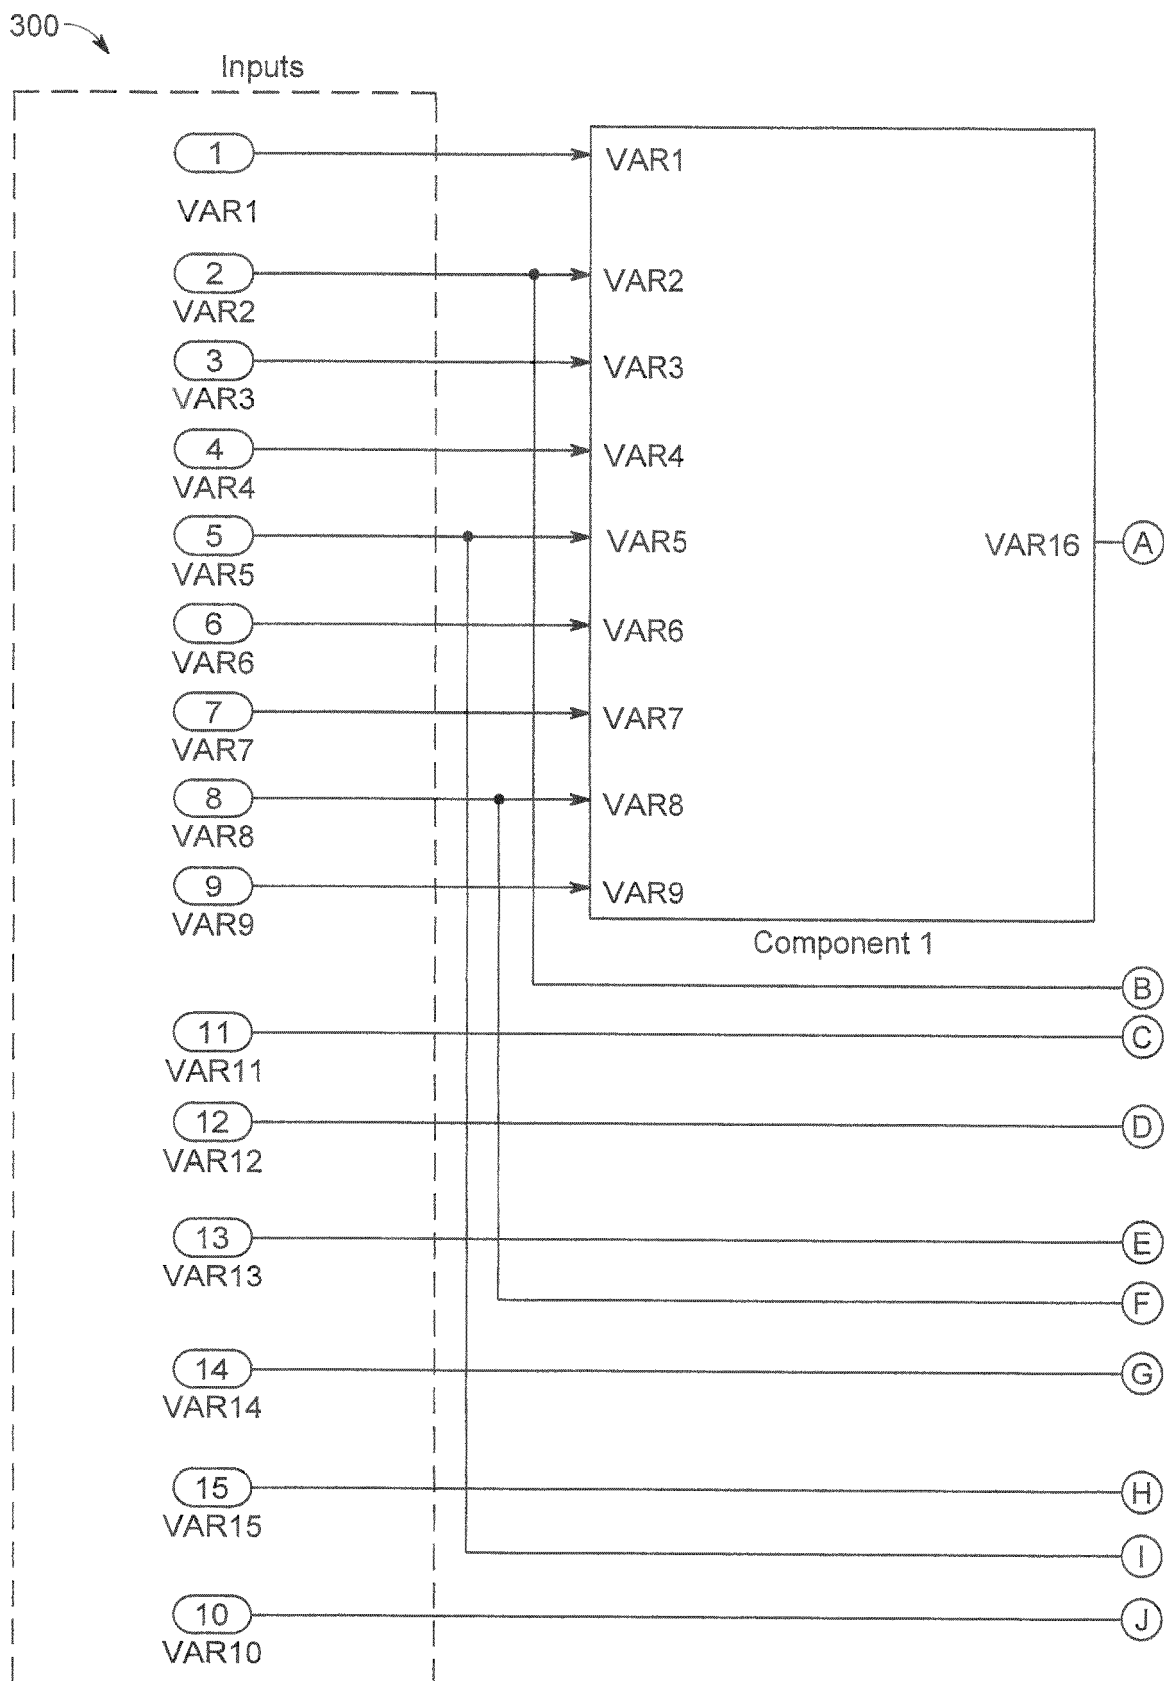 300
Inputs
1
VAR1
VAR1
2
VAR2
VAR2
3
VAR3
VAR3
4
VAR4
VAR4
5
VAR5
VAR5
VAR16
A
6
VAR6
VAR6
7
VAR7
VAR7
8
VAR8
VAR8
9
VAR9
VAR9
Component 1
B
11
C
VAR11
12
D
VAR12
13
E
VAR13
F
14
G
VAR14
15
H
VAR15
I
10
J
VAR10